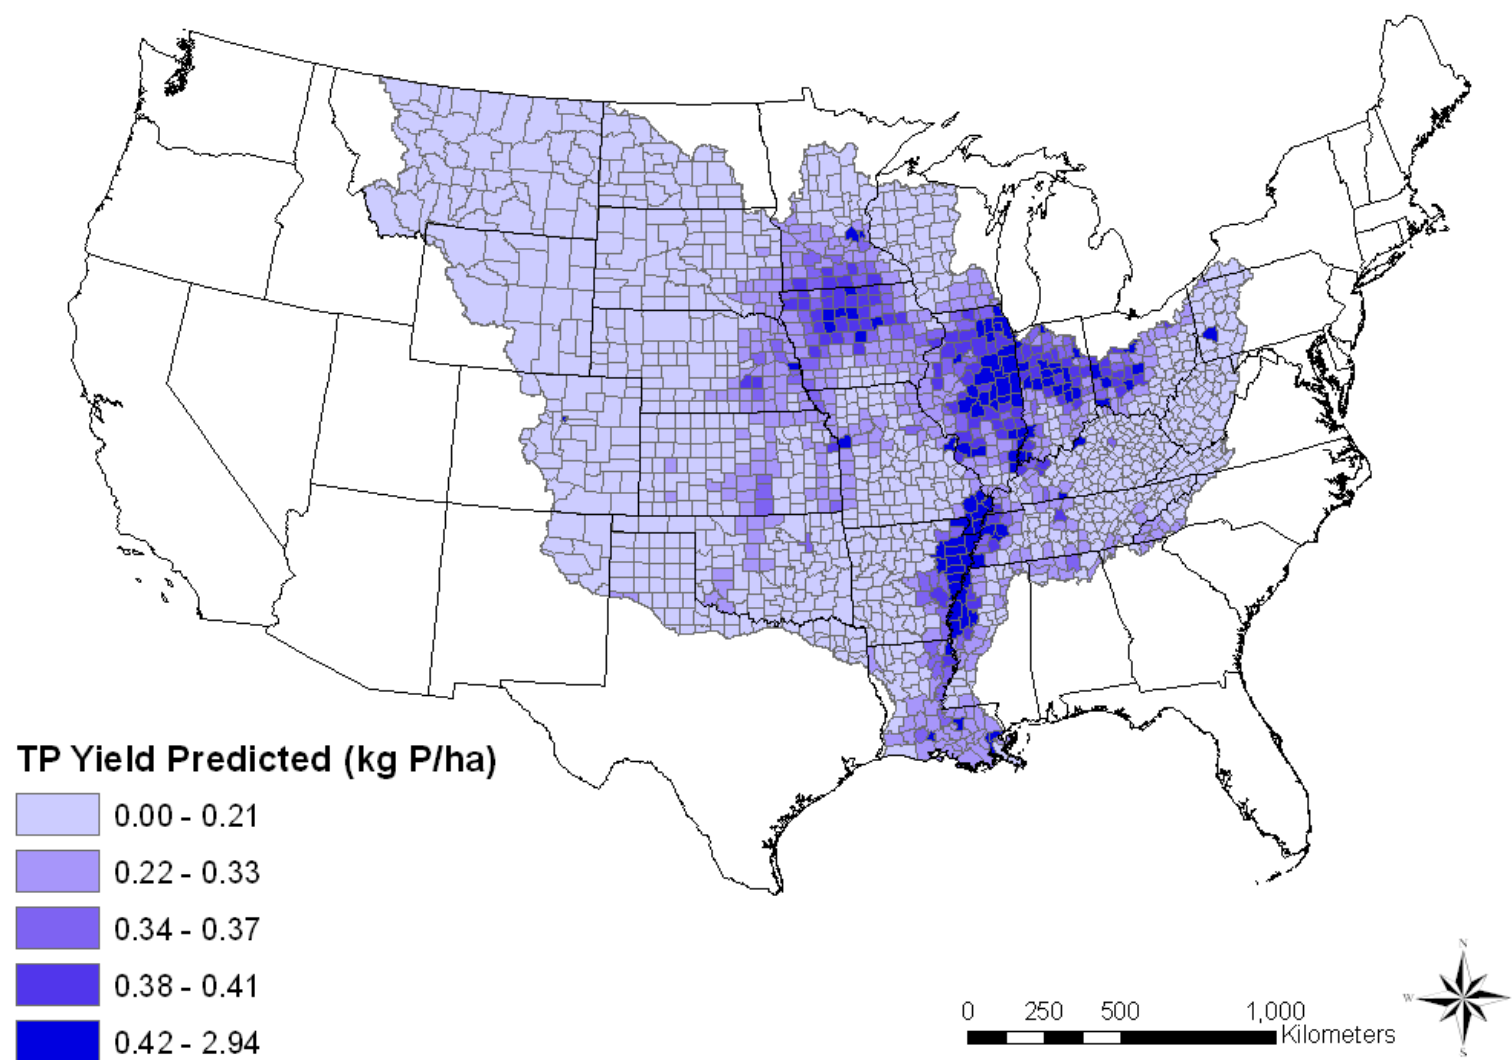 TP Yield Predicted (kg P/ha)
0.00 - 0.21
0.22 - 0.33
0.34 - 0.37
0.38 - 0.41
0.42 - 2.94
0 250 500 1,000
Kilometers
N
W
S